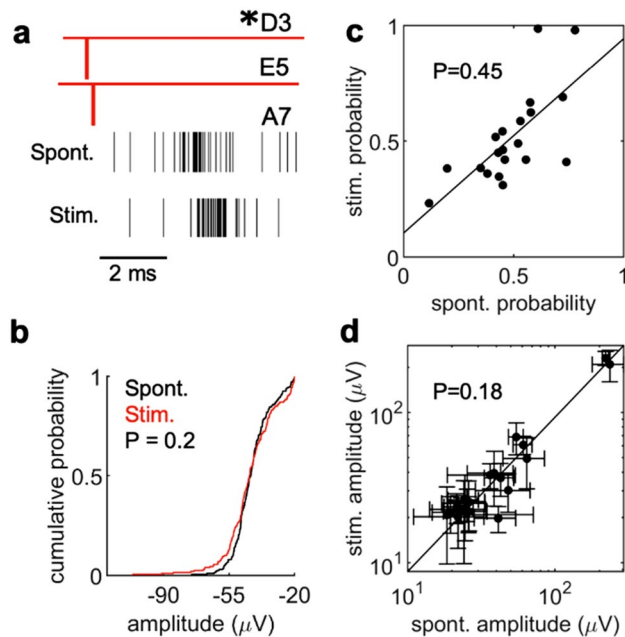 a
*D3
E5
A7
Spont.
Stim.
2 ms
b
cumulative probability
1
0.5
0
Spont.
Stim.
P = 0.2
-90
-55
-20
amplitude (μV)
c
stim. probability
1
0.5
0
P=0.45
0
0.5
1
spont. probability
d
stim. amplitude (μV)
10²
10¹
P=0.18
10¹
10²
spont. amplitude (μV)